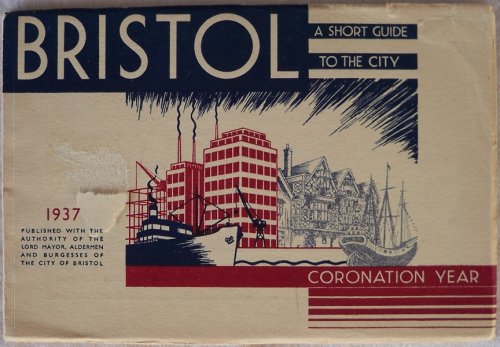 BRISTOL
A SHORT GUIDE
TO THE CITY
1937
PUBLISHED WITH THE
AUTHORITY OF THE
LORD MAYOR, ALDERMEN
AND BURGESSES OF
THE CITY OF BRISTOL
CORONATION YEAR